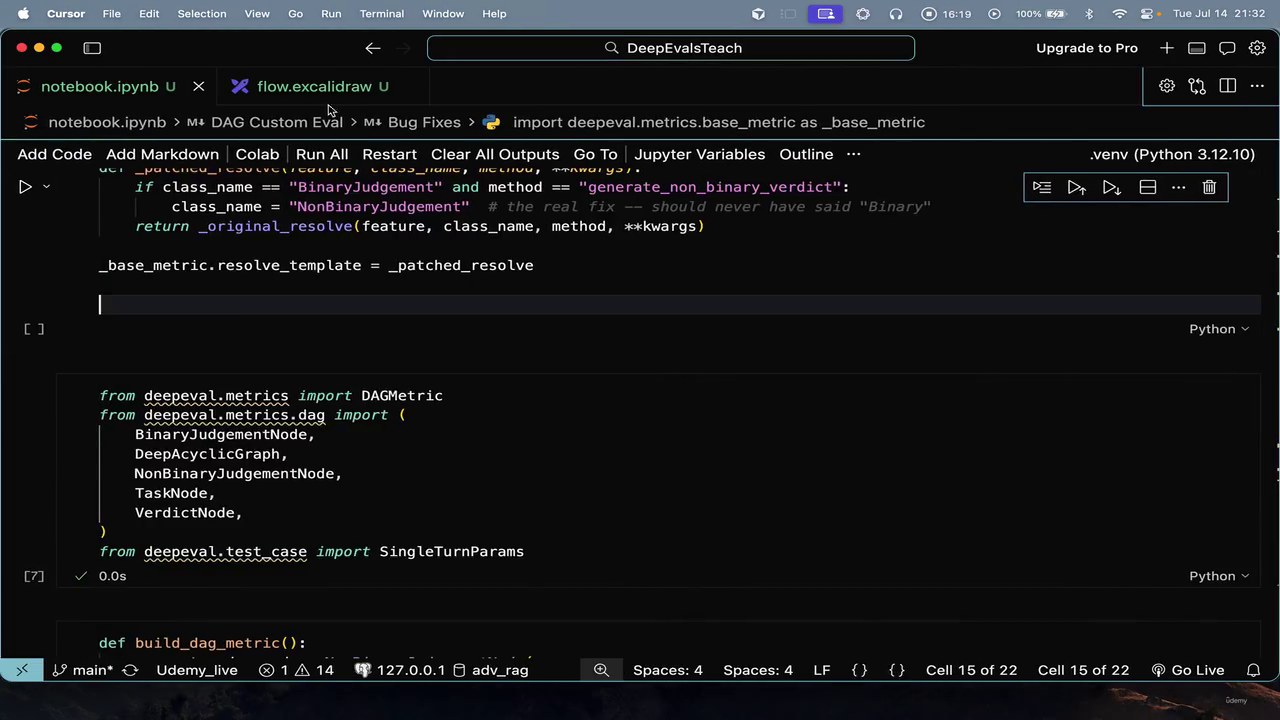 Cursor File Edit Selection View Go Run Terminal Window Help 16:19 100% Tue Jul 14 21:32
DeepEvalsTeach Upgrade to Pro
notebook.ipynb U flow.excalidraw U
notebook.ipynb > DAG Custom Eval > Bug Fixes > import deepeval.metrics.base_metric as _base_metric
Add Code Add Markdown Colab Run All Restart Clear All Outputs Go To Jupyter Variables Outline ... .venv (Python 3.12.10)
def _patched_resolve(feature, class_name, method, **kwargs):
if class_name == "BinaryJudgement" and method == "generate_non_binary_verdict":
class_name = "NonBinaryJudgement" # the real fix -- should never have said "Binary"
return _original_resolve(feature, class_name, method, **kwargs)
_base_metric.resolve_template = _patched_resolve
[ ] Python
from deepeval.metrics import DAGMetric
from deepeval.metrics.dag import (
BinaryJudgementNode,
DeepAcyclicGraph,
NonBinaryJudgementNode,
TaskNode,
VerdictNode,
)
from deepeval.test_case import SingleTurnParams
[7] 0.0s Python
def build_dag_metric():
main* Udemy_live 1 14 127.0.0.1 adv_rag Spaces: 4 Spaces: 4 LF {} {} Cell 15 of 22 Cell 15 of 22 Go Live
udemy